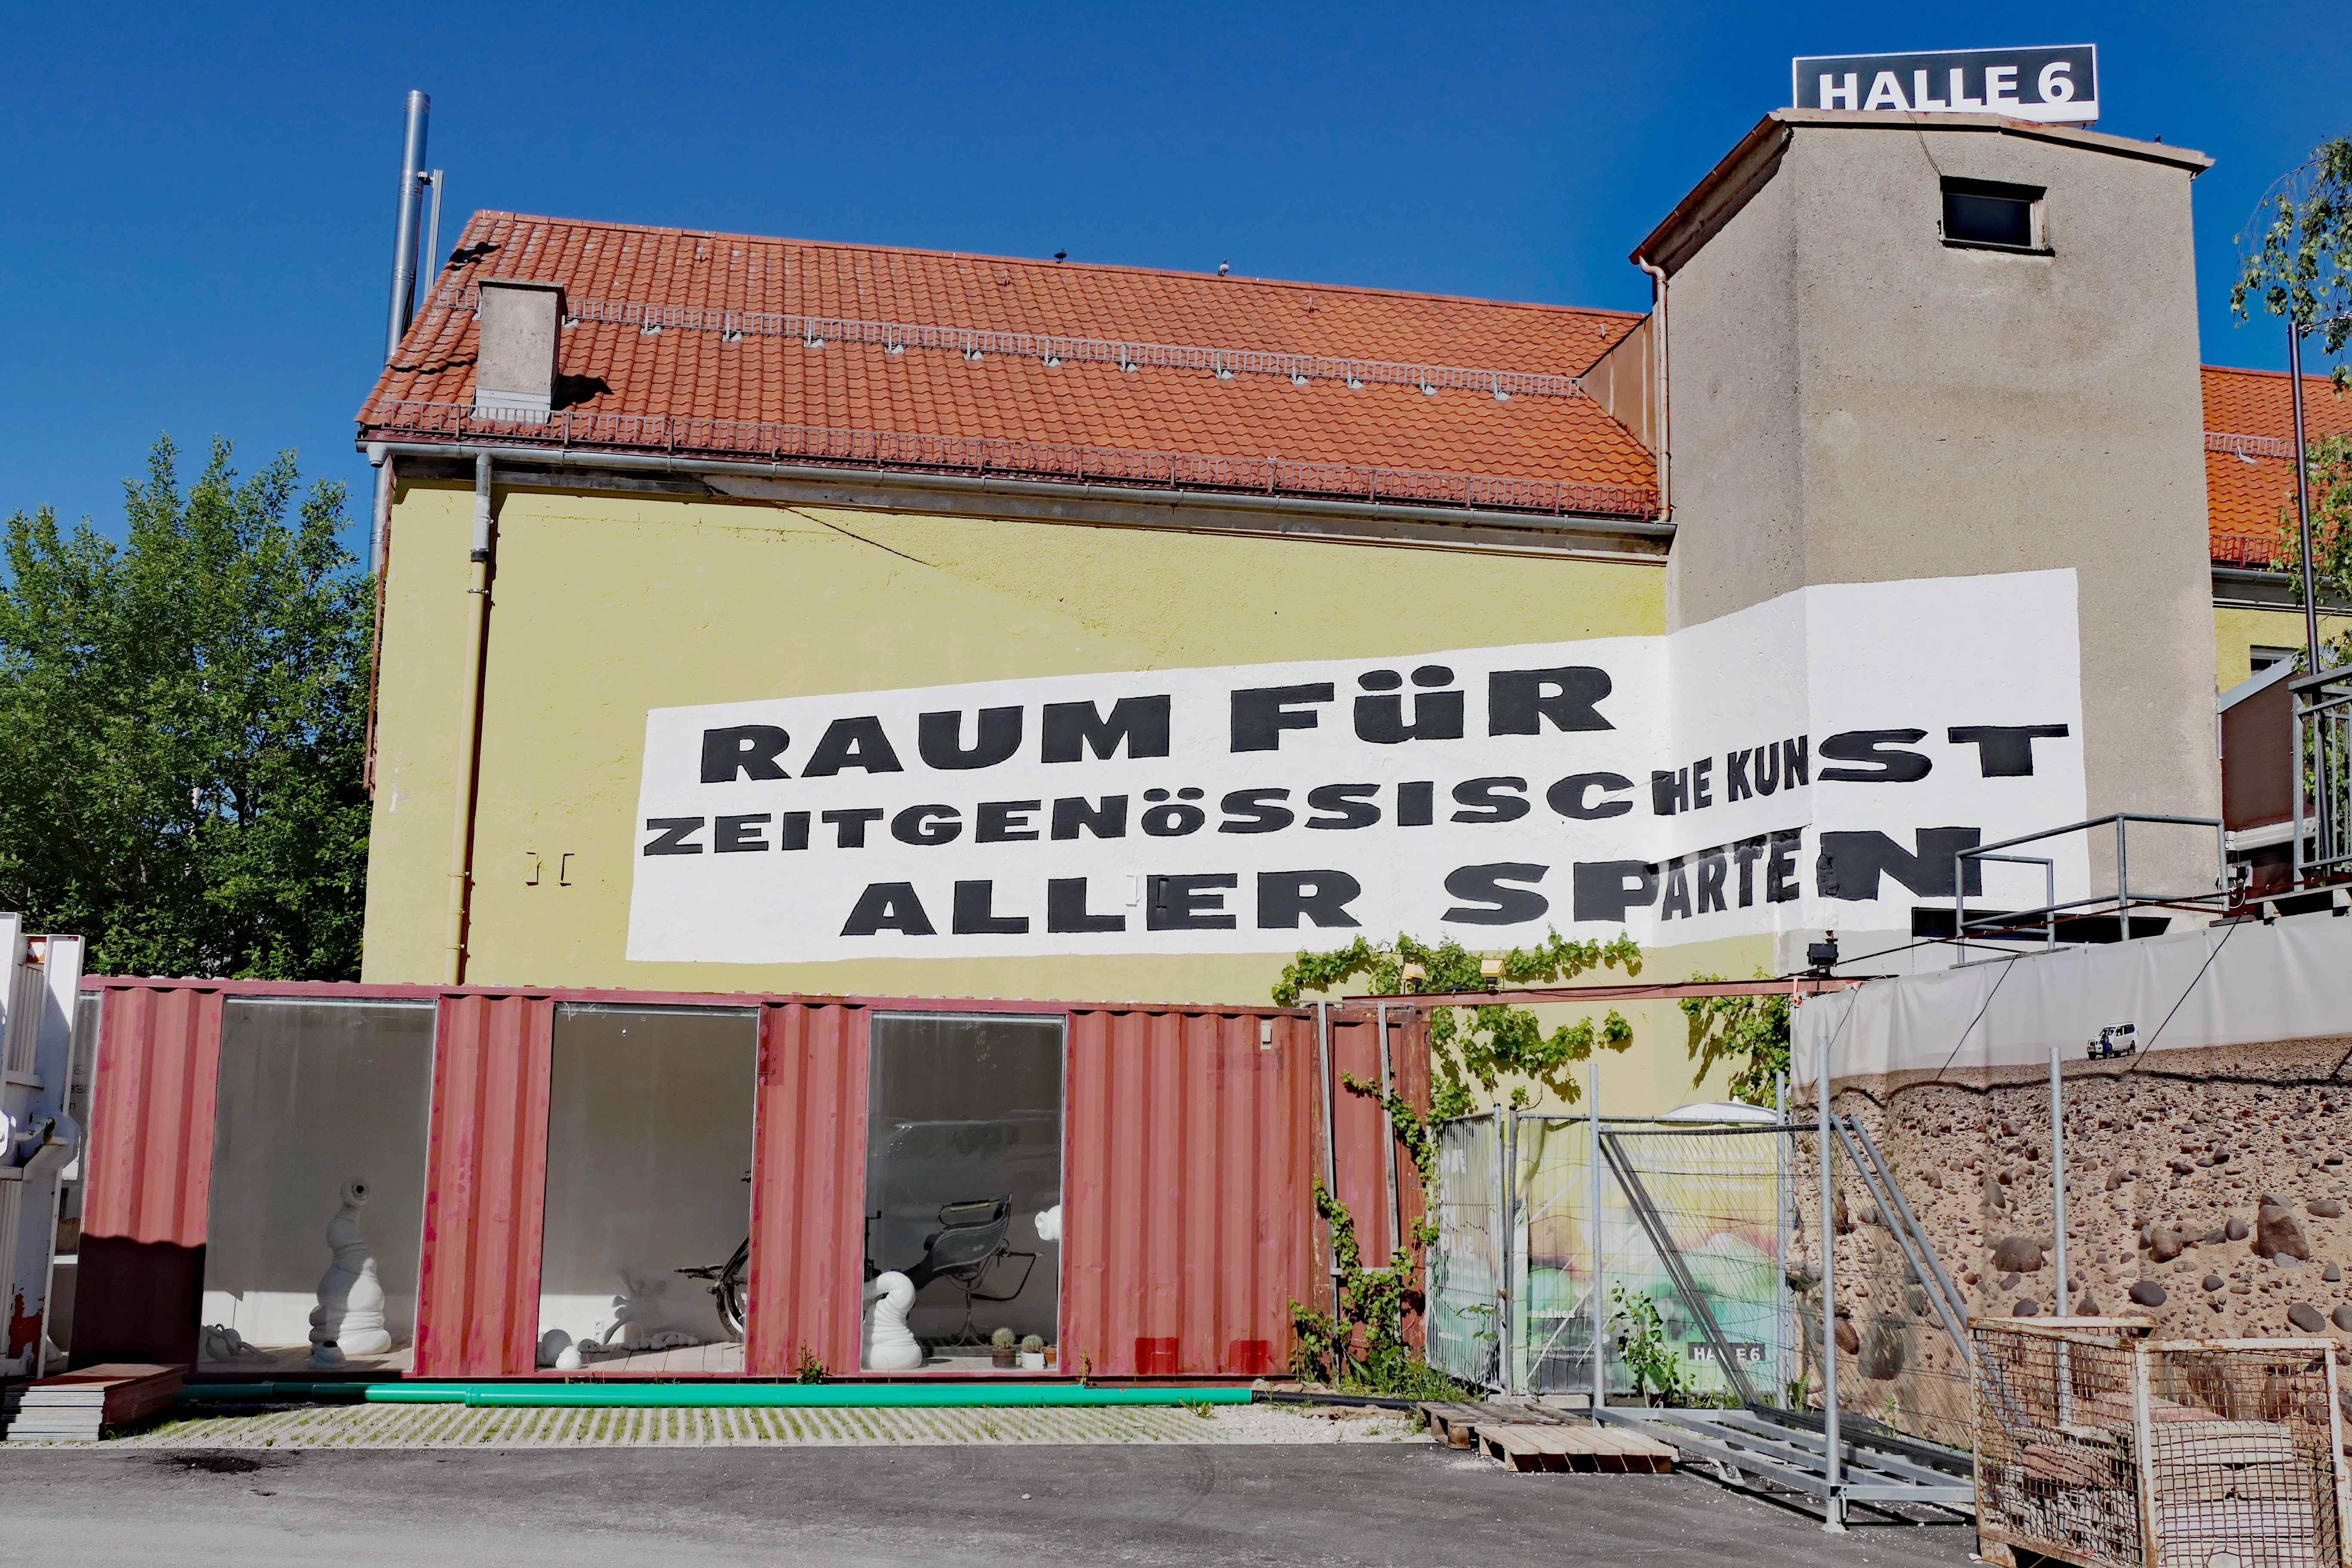 HALLE 6
RAUM FüR
ZEITGENöSSISCHE KUNST
ALLER SPARTEN
HALLE 6